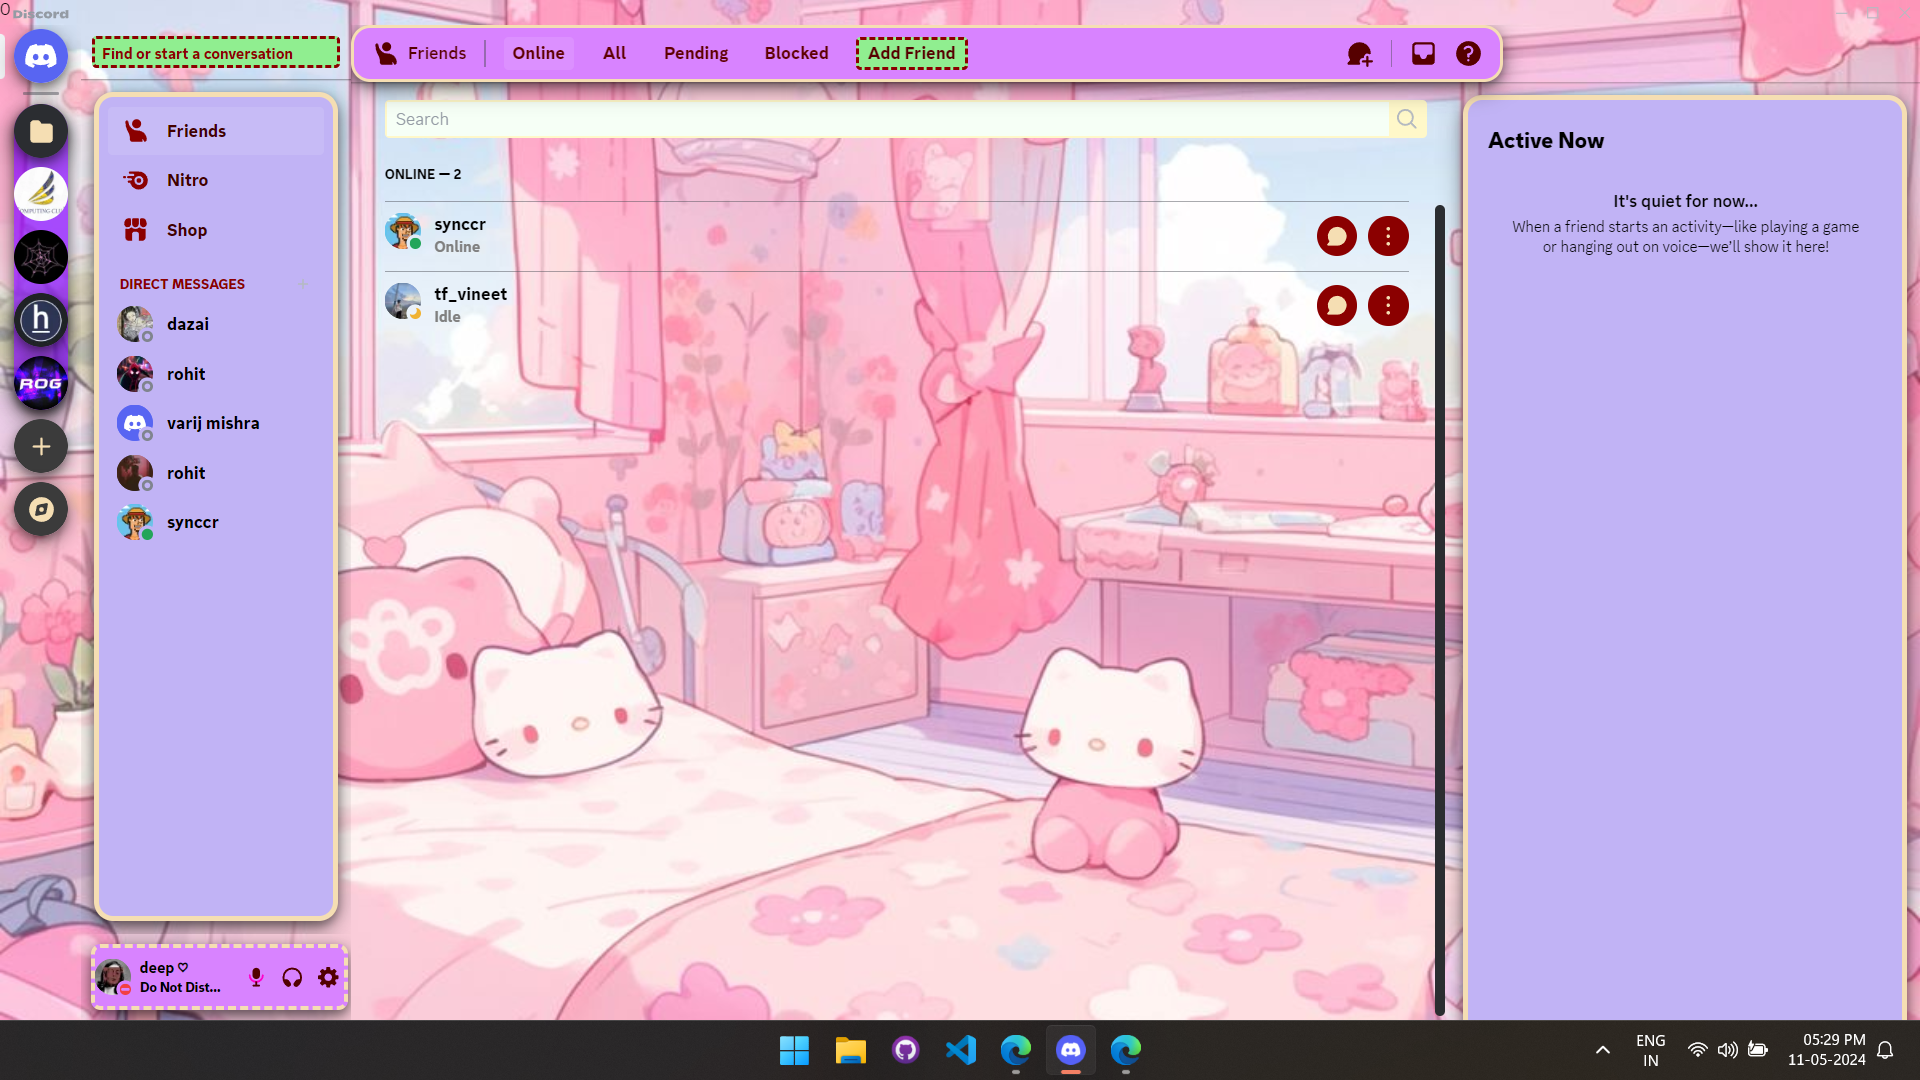 Discord
Find or start a conversation
Friends
Online
All
Pending
Blocked
Add Friend
Friends
Nitro
Shop
DIRECT MESSAGES
dazai
rohit
varij mishra
rohit
synccr
deep ♡
Do Not Dist...
Search
ONLINE — 2
synccr
Online
tf_vineet
Idle
Active Now
It's quiet for now...
When a friend starts an activity—like playing a game
or hanging out on voice—we'll show it here!
h
ROG
ENG
IN
05:29 PM
11-05-2024